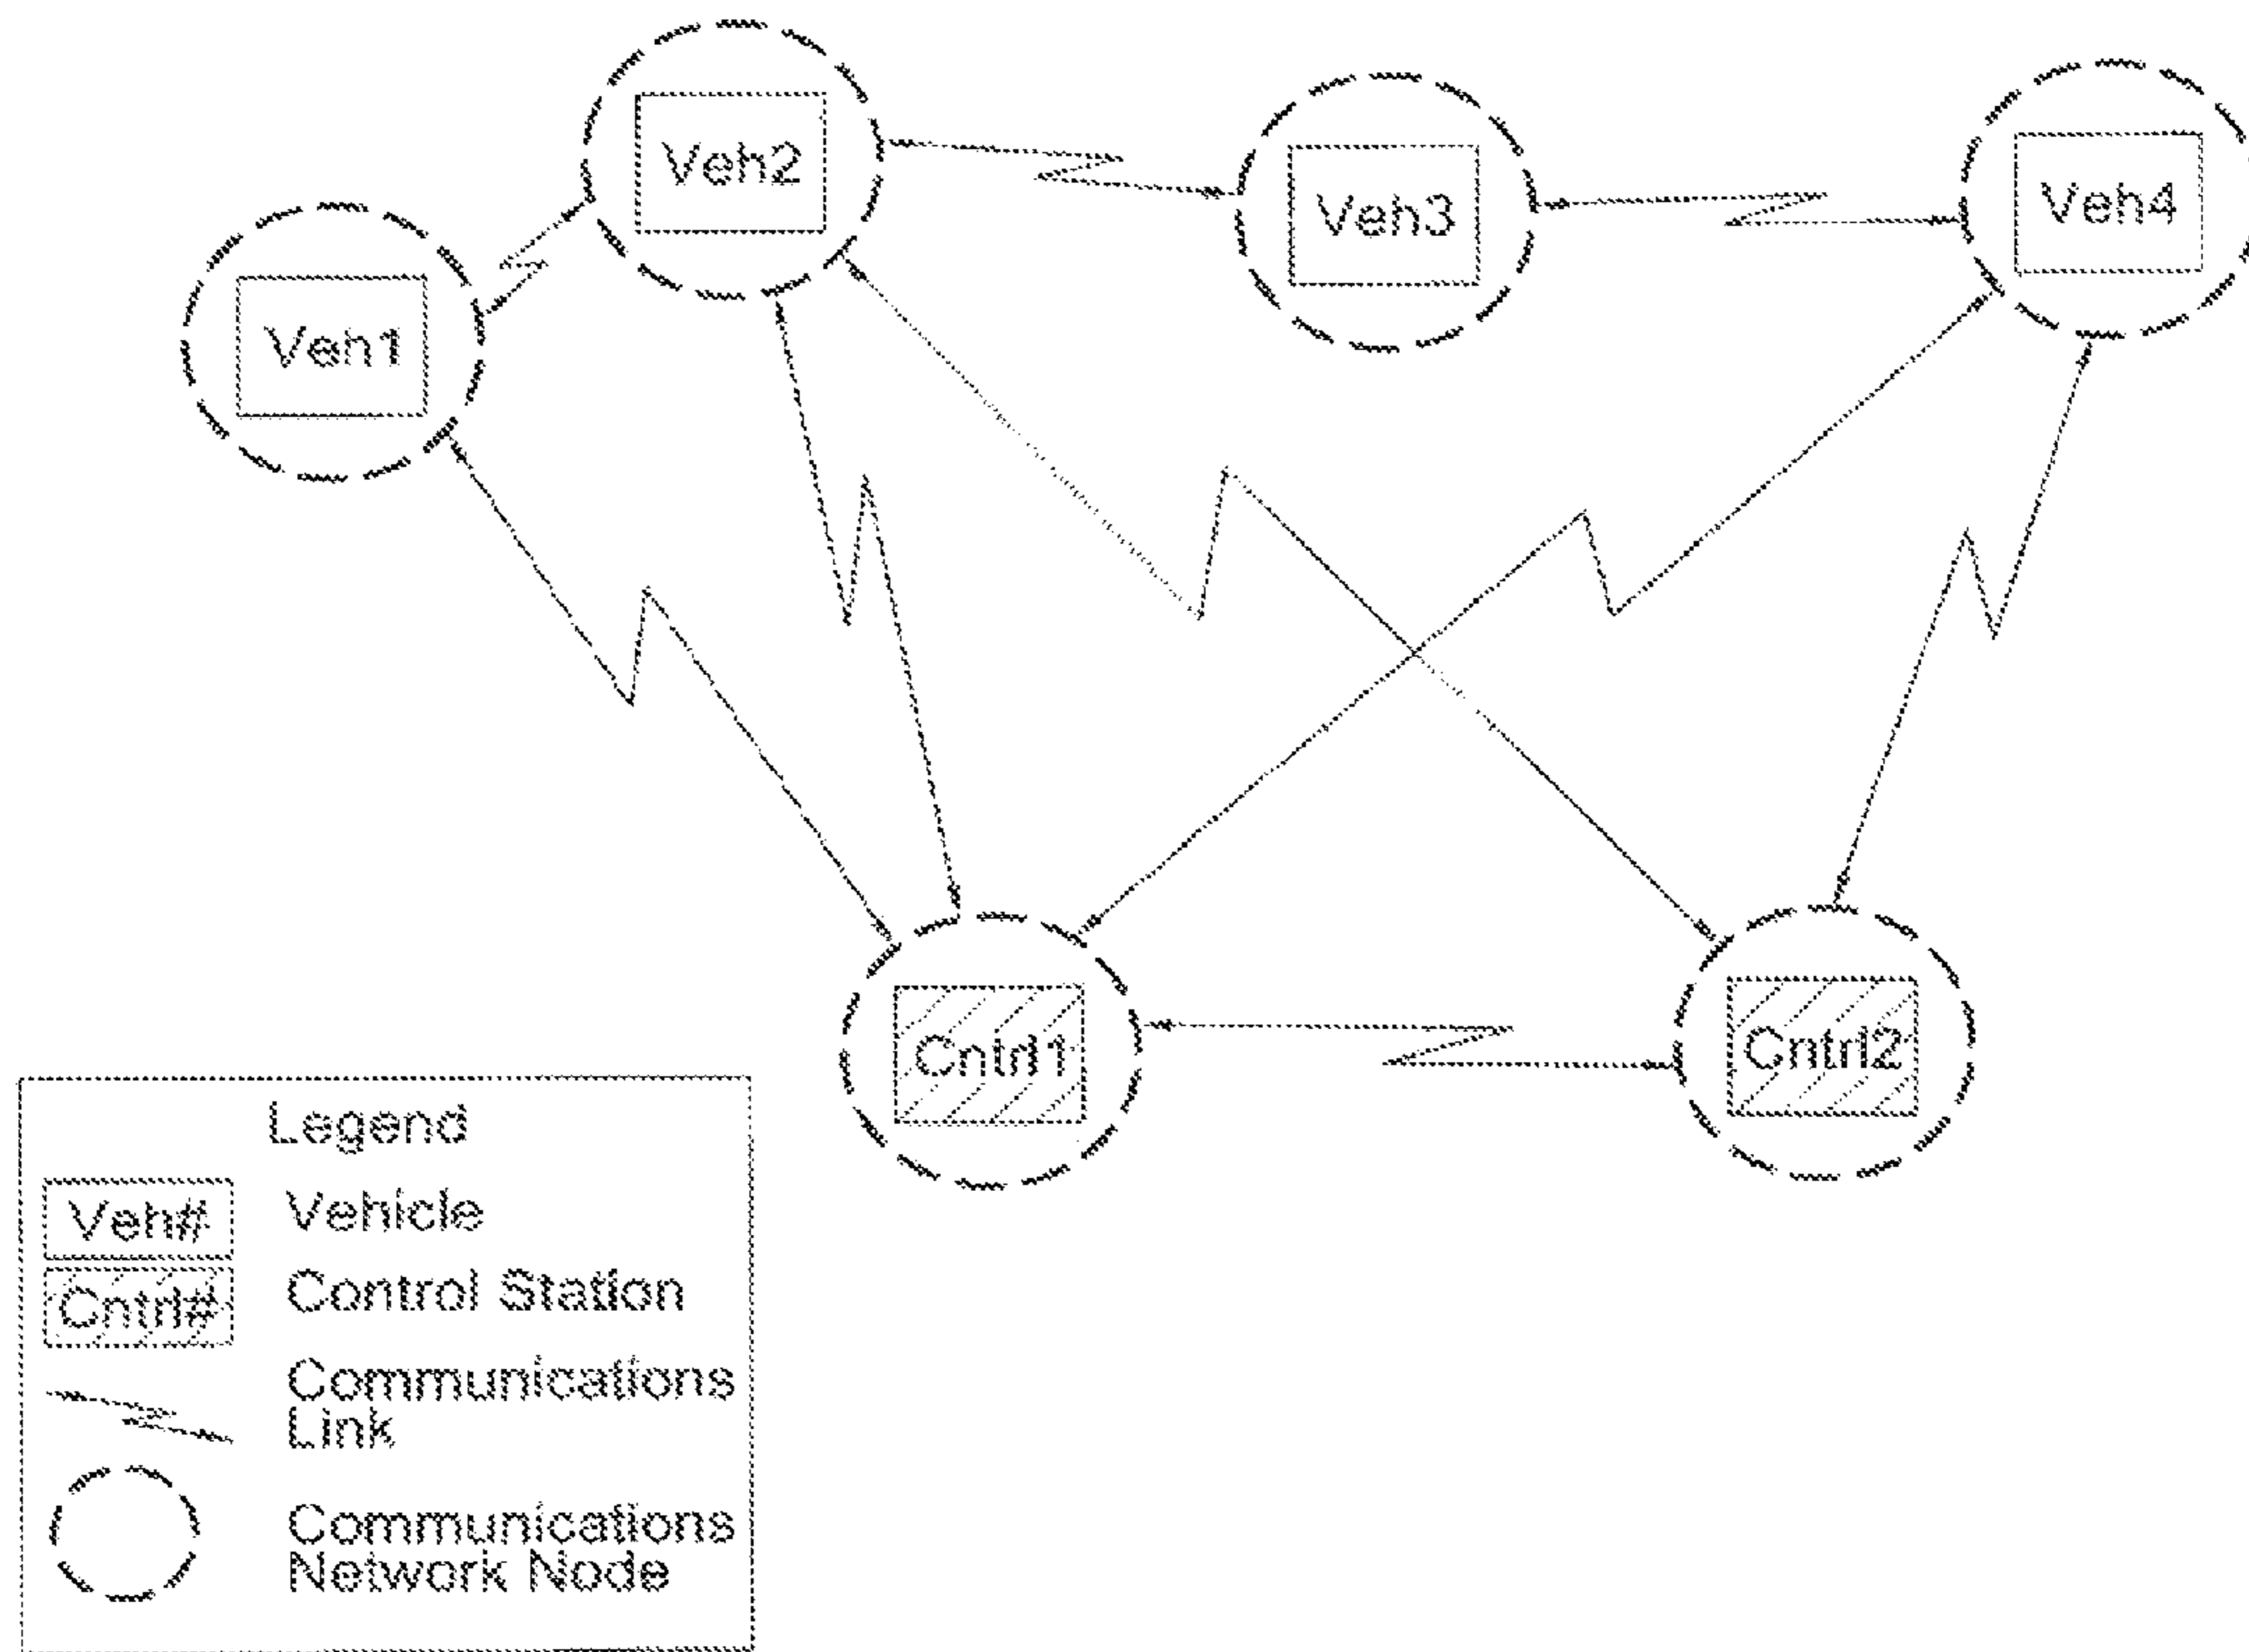 Veh2
Veh3
Veh4
Veh1
Cntrl1
Cntrl2
Legend
Veh# Vehicle
Cntrl# Control Station
Communications
Link
Communications
Network Node